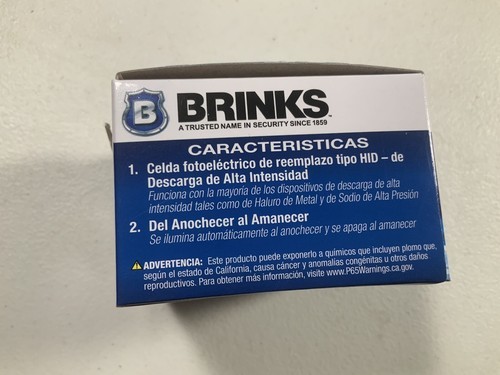 B BRINKS
A TRUSTED NAME IN SECURITY SINCE 1859
CARACTERISTICAS
1. Celda fotoeléctrico de reemplazo tipo HID – de
Descarga de Alta Intensidad
Funciona con la mayoría de los dispositivos de descarga de alta
intensidad tales como de Haluro de Metal y de Sodio de Alta Presión
2. Del Anochecer al Amanecer
Se ilumina automáticamente al anochecer y se apaga al amanecer
ADVERTENCIA: Este producto puede exponerlo a químicos que incluyen plomo que,
según el estado de California, causa cáncer y anomalías congénitas u otros daños
reproductivos. Para obtener más información, visite www.P65Warnings.ca.gov.